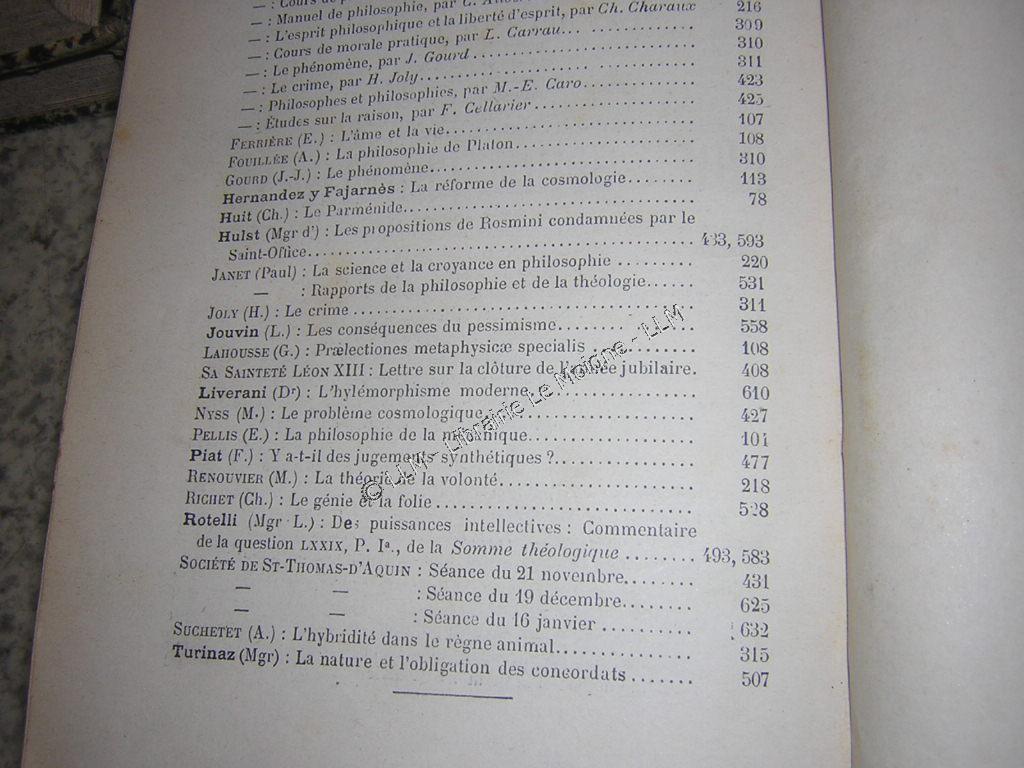 — : Cours de
— : Manuel de philosophie, par C.
— : L'esprit philosophique et la liberté d'esprit, par Ch. Charaux 216
— : Cours de morale pratique, par L. Carrau... 309
— : Le phénomène, par J. Gourd 310
— : Le crime, par H. Joly 311
— : Philosophes et philosophies, par M.-E. Caro 423
— : Études sur la raison, par F. Cellarier 425
FERRIÈRE (E.) : L'âme et la vie 107
FOUILLÉE (A.) : La philosophie de Platon 108
GOURD (J.-J.) : Le phénomène 310
Hernandez y Fajarnès : La réforme de la cosmologie 113
Huit (Ch.) : Le Parménide 78
Hulst (Mgr d') : Les propositions de Rosmini condamnées par le
Saint-Office 433, 593
JANET (Paul) : La science et la croyance en philosophie 220
— : Rapports de la philosophie et de la théologie 531
JOLY (H.) : Le crime 311
Jouvin (L.) : Les conséquences du pessimisme 558
LAHOUSSE (G.) : Prælectiones metaphysicæ specialis 108
SA SAINTETÉ LÉON XIII : Lettre sur la clôture de l'année jubilaire. 408
Liverani (Dr) : L'hylémorphisme moderne 610
NYSS (M.) : Le problème cosmologique 427
PELLIS (E.) : La philosophie de la mécanique 101
Piat (F.) : Y a-t-il des jugements synthétiques ? 477
RENOUVIER (M.) : La théorie de la volonté 218
RICHET (Ch.) : Le génie et la folie 528
Rotelli (Mgr L.) : Des puissances intellectives : Commentaire
de la question LXXIX, P. Ia., de la Somme théologique 493, 583
SOCIÉTÉ DE ST-THOMAS-D'AQUIN : Séance du 21 novembre 431
— — : Séance du 19 décembre 625
— — : Séance du 16 janvier 632
SUCHETET (A.) : L'hybridité dans le règne animal 315
Turinaz (Mgr) : La nature et l'obligation des concordats 507
© LLM - Librairie Le Moigne - LLM